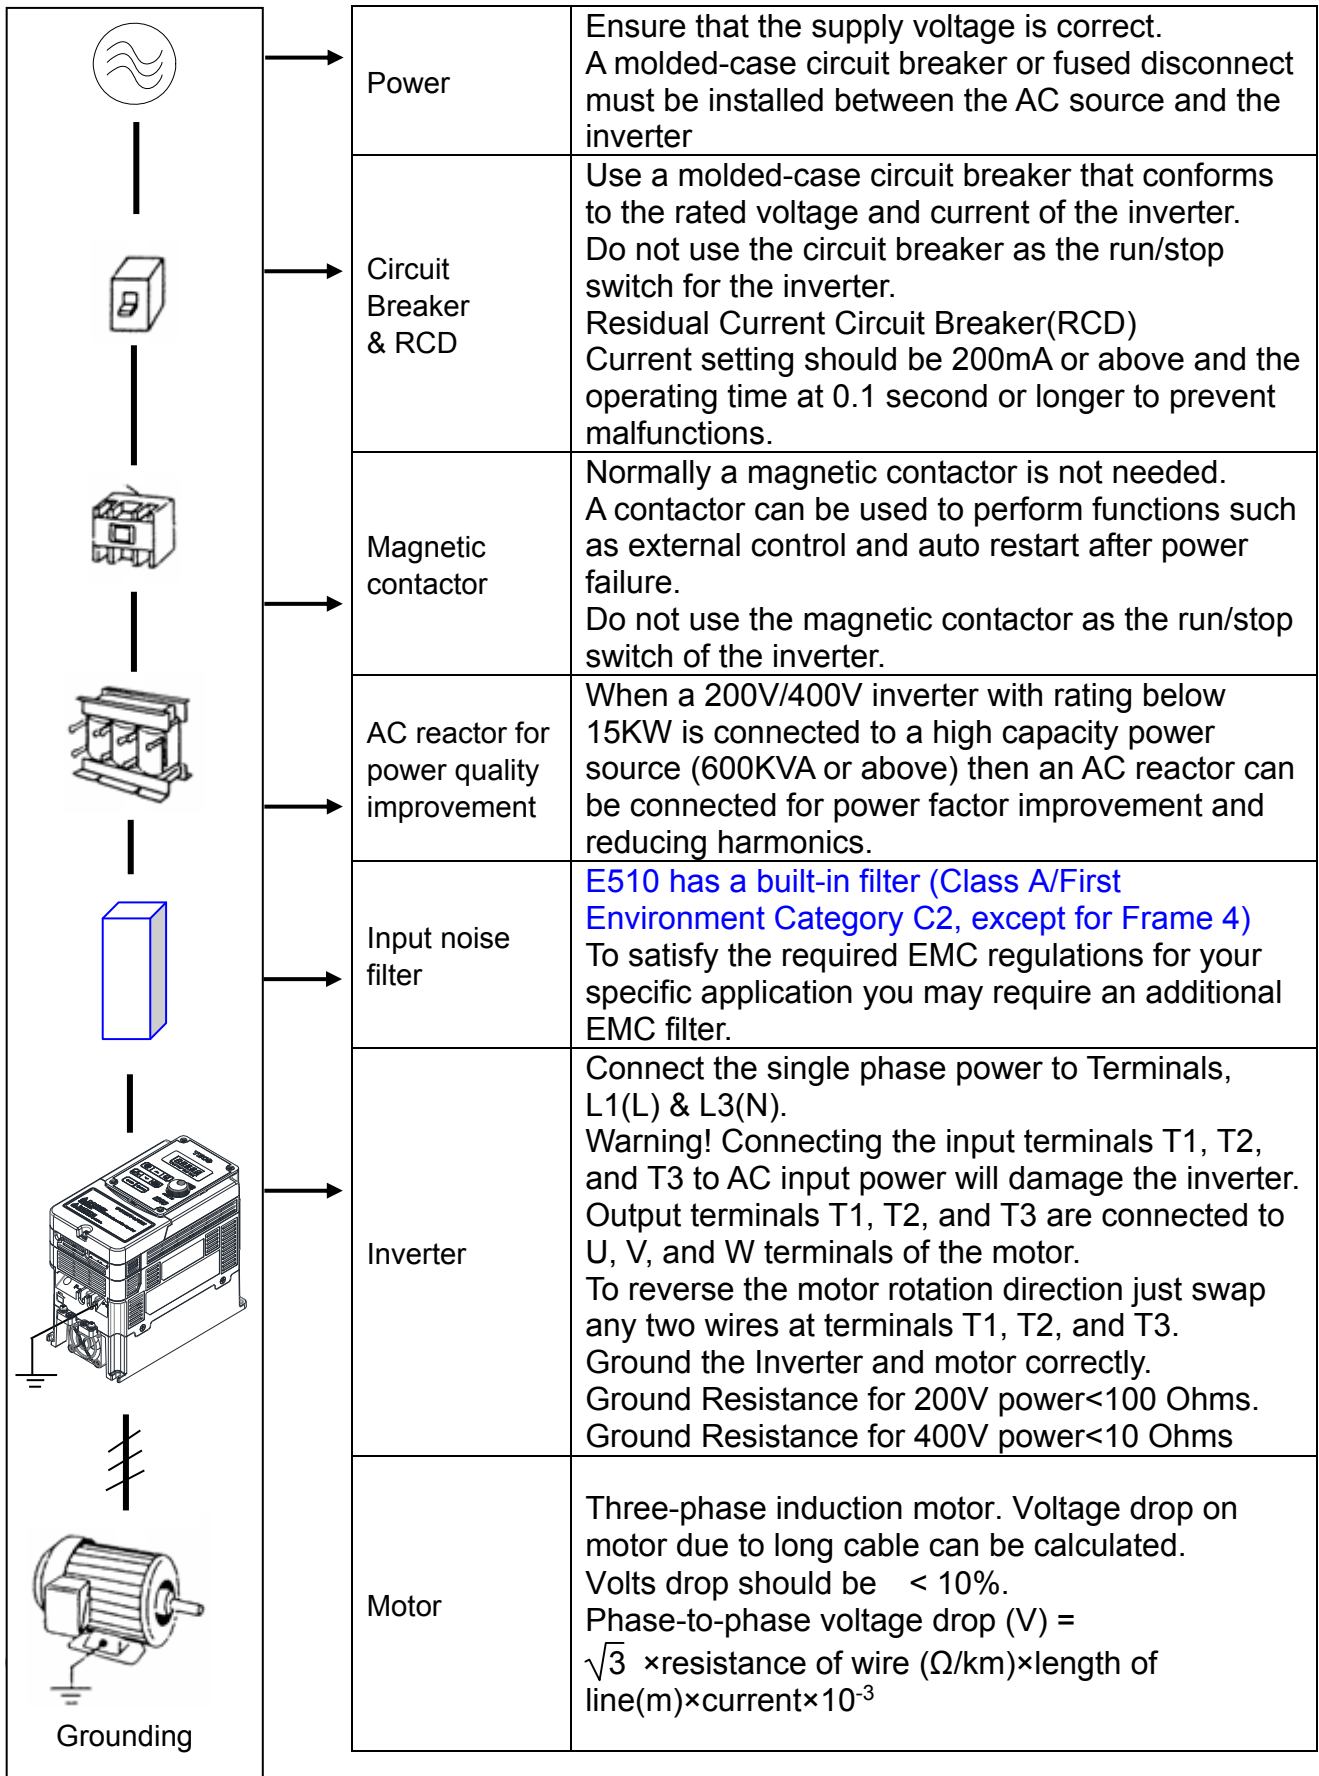 Power
Ensure that the supply voltage is correct.
A molded-case circuit breaker or fused disconnect
must be installed between the AC source and the
inverter
Circuit
Breaker
& RCD
Use a molded-case circuit breaker that conforms
to the rated voltage and current of the inverter.
Do not use the circuit breaker as the run/stop
switch for the inverter.
Residual Current Circuit Breaker(RCD)
Current setting should be 200mA or above and the
operating time at 0.1 second or longer to prevent
malfunctions.
Magnetic
contactor
Normally a magnetic contactor is not needed.
A contactor can be used to perform functions such
as external control and auto restart after power
failure.
Do not use the magnetic contactor as the run/stop
switch of the inverter.
AC reactor for
power quality
improvement
When a 200V/400V inverter with rating below
15KW is connected to a high capacity power
source (600KVA or above) then an AC reactor can
be connected for power factor improvement and
reducing harmonics.
Input noise
filter
E510 has a built-in filter (Class A/First
Environment Category C2, except for Frame 4)
To satisfy the required EMC regulations for your
specific application you may require an additional
EMC filter.
Inverter
Connect the single phase power to Terminals,
L1(L) & L3(N).
Warning! Connecting the input terminals T1, T2,
and T3 to AC input power will damage the inverter.
Output terminals T1, T2, and T3 are connected to
U, V, and W terminals of the motor.
To reverse the motor rotation direction just swap
any two wires at terminals T1, T2, and T3.
Ground the Inverter and motor correctly.
Ground Resistance for 200V power<100 Ohms.
Ground Resistance for 400V power<10 Ohms
Motor
Three-phase induction motor. Voltage drop on
motor due to long cable can be calculated.
Volts drop should be < 10%.
Phase-to-phase voltage drop (V) =
√3 ×resistance of wire (Ω/km)×length of
line(m)×current×10⁻³
Grounding